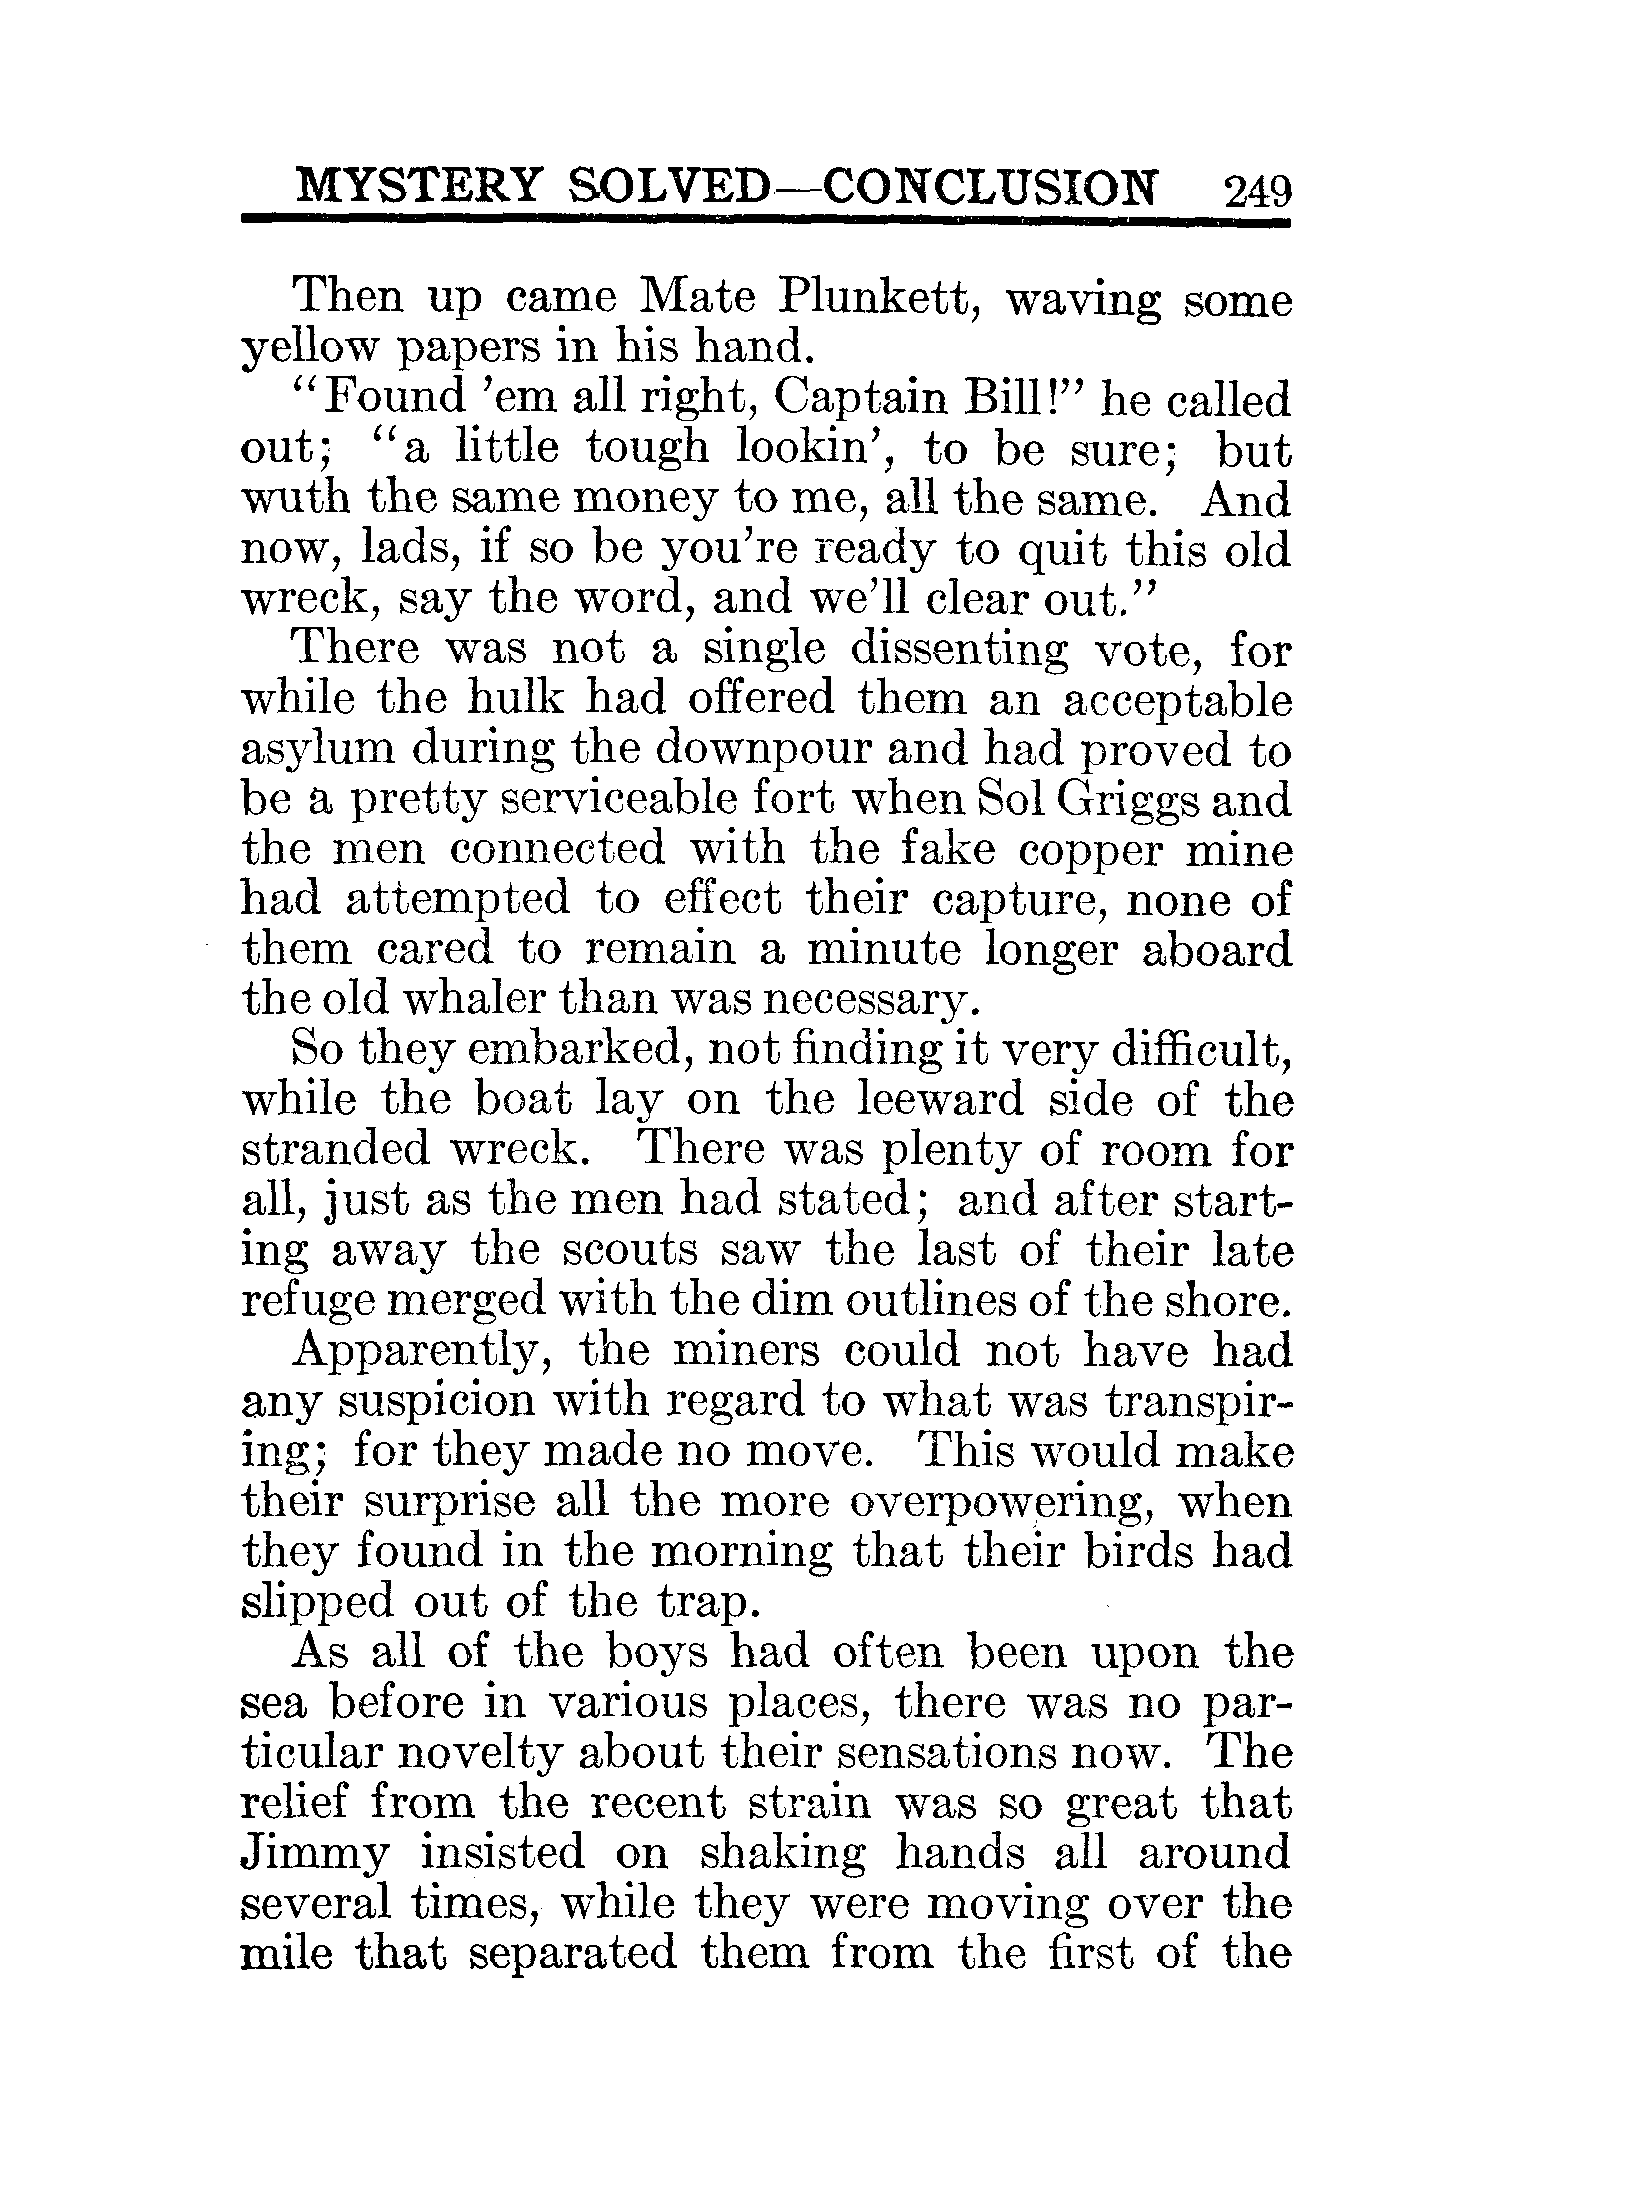 MYSTERY SOLVED—CONCLUSION 249
Then up came Mate Plunkett, waving some
yellow papers in his hand.
“Found ’em all right, Captain Bill!” he called
out; “a little tough lookin’, to be sure; but
wuth the same money to me, all the same. And
now, lads, if so be you’re ready to quit this old
wreck, say the word, and we’ll clear out.”
There was not a single dissenting vote, for
while the hulk had offered them an acceptable
asylum during the downpour and had proved to
be a pretty serviceable fort when Sol Griggs and
the men connected with the fake copper mine
had attempted to effect their capture, none of
them cared to remain a minute longer aboard
the old whaler than was necessary.
So they embarked, not finding it very difficult,
while the boat lay on the leeward side of the
stranded wreck. There was plenty of room for
all, just as the men had stated; and after start-
ing away the scouts saw the last of their late
refuge merged with the dim outlines of the shore.
Apparently, the miners could not have had
any suspicion with regard to what was transpir-
ing; for they made no move. This would make
their surprise all the more overpowering, when
they found in the morning that their birds had
slipped out of the trap.
As all of the boys had often been upon the
sea before in various places, there was no par-
ticular novelty about their sensations now. The
relief from the recent strain was so great that
Jimmy insisted on shaking hands all around
several times, while they were moving over the
mile that separated them from the first of the